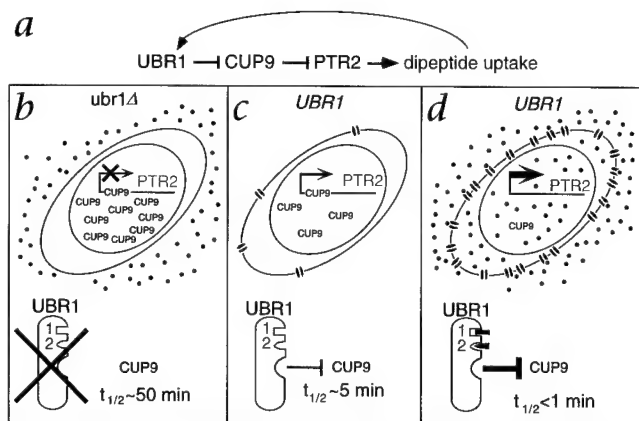 a
UBR1 CUP9 PTR2 dipeptide uptake
b ubr1Δ
CUP9 PTR2
CUP9 CUP9
CUP9 CUP9
CUP9 CUP9
CUP9 CUP9
CUP9
UBR1
1
2
CUP9
t1/2~50 min
c UBR1
CUP9 PTR2
CUP9
CUP9
CUP9
UBR1
1
2
CUP9
t1/2~5 min
d UBR1
PTR2
CUP9
UBR1
1
2
CUP9
t1/2<1 min